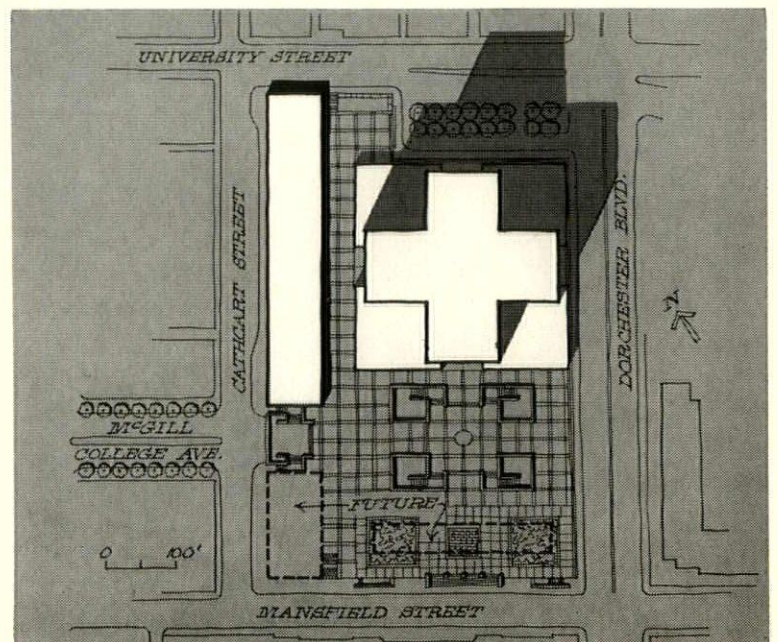 UNIVERSITY STREET
CATHCART STREET
DORCHESTER BLVD.
N
McGILL
COLLEGE AVE.
FUTURE
0 100'
MANSFIELD STREET